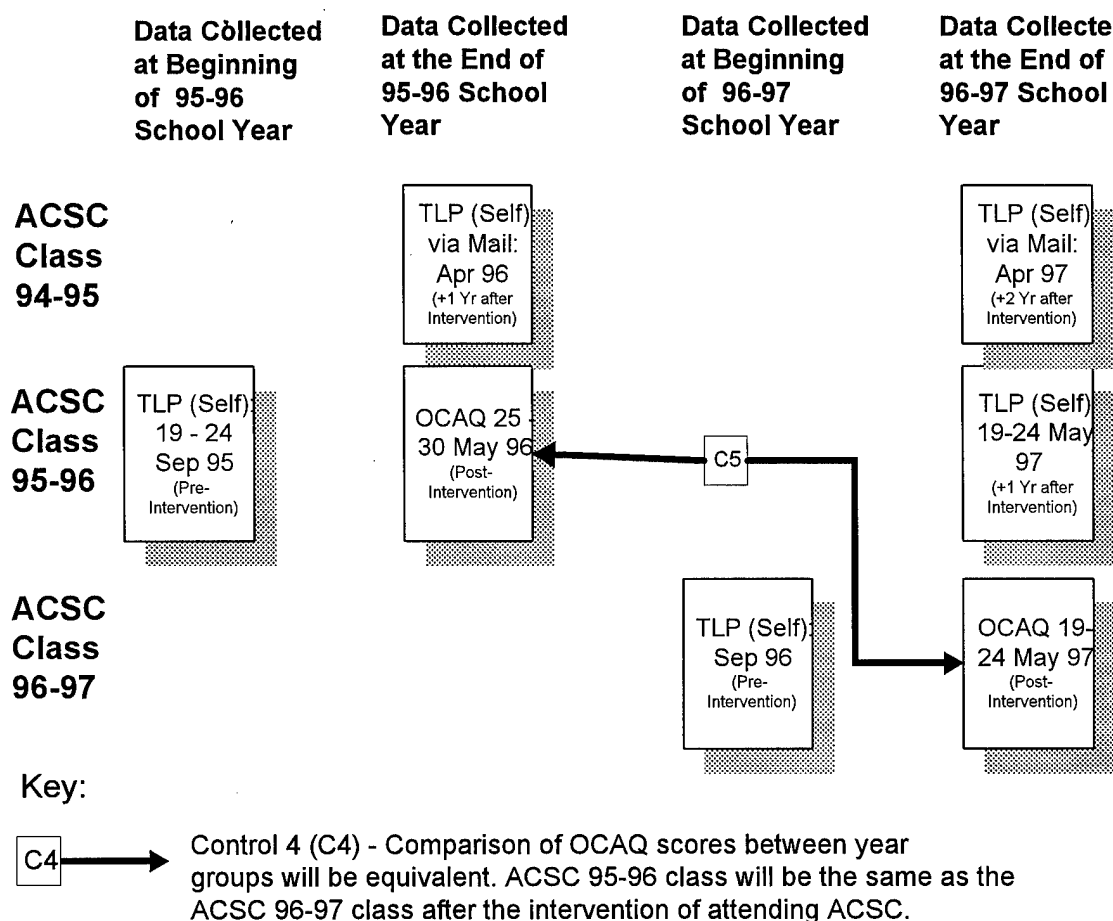 Data Collected
at Beginning
of 95-96
School Year
Data Collected
at the End of
95-96 School
Year
Data Collected
at Beginning
of 96-97
School Year
Data Collecte
at the End of
96-97 School
Year
ACSC
Class
94-95
TLP (Self)
via Mail:
Apr 96
(+1 Yr after
Intervention)
TLP (Self)
via Mail:
Apr 97
(+2 Yr after
Intervention)
ACSC
Class
95-96
TLP (Self):
19 - 24
Sep 95
(Pre-
Intervention)
OCAQ 25 -
30 May 96
(Post-
Intervention)
C5
TLP (Self)
19-24 May
97
(+1 Yr after
Intervention)
ACSC
Class
96-97
TLP (Self):
Sep 96
(Pre-
Intervention)
OCAQ 19-
24 May 97
(Post-
Intervention)
Key:
C4
Control 4 (C4) - Comparison of OCAQ scores between year
groups will be equivalent. ACSC 95-96 class will be the same as the
ACSC 96-97 class after the intervention of attending ACSC.